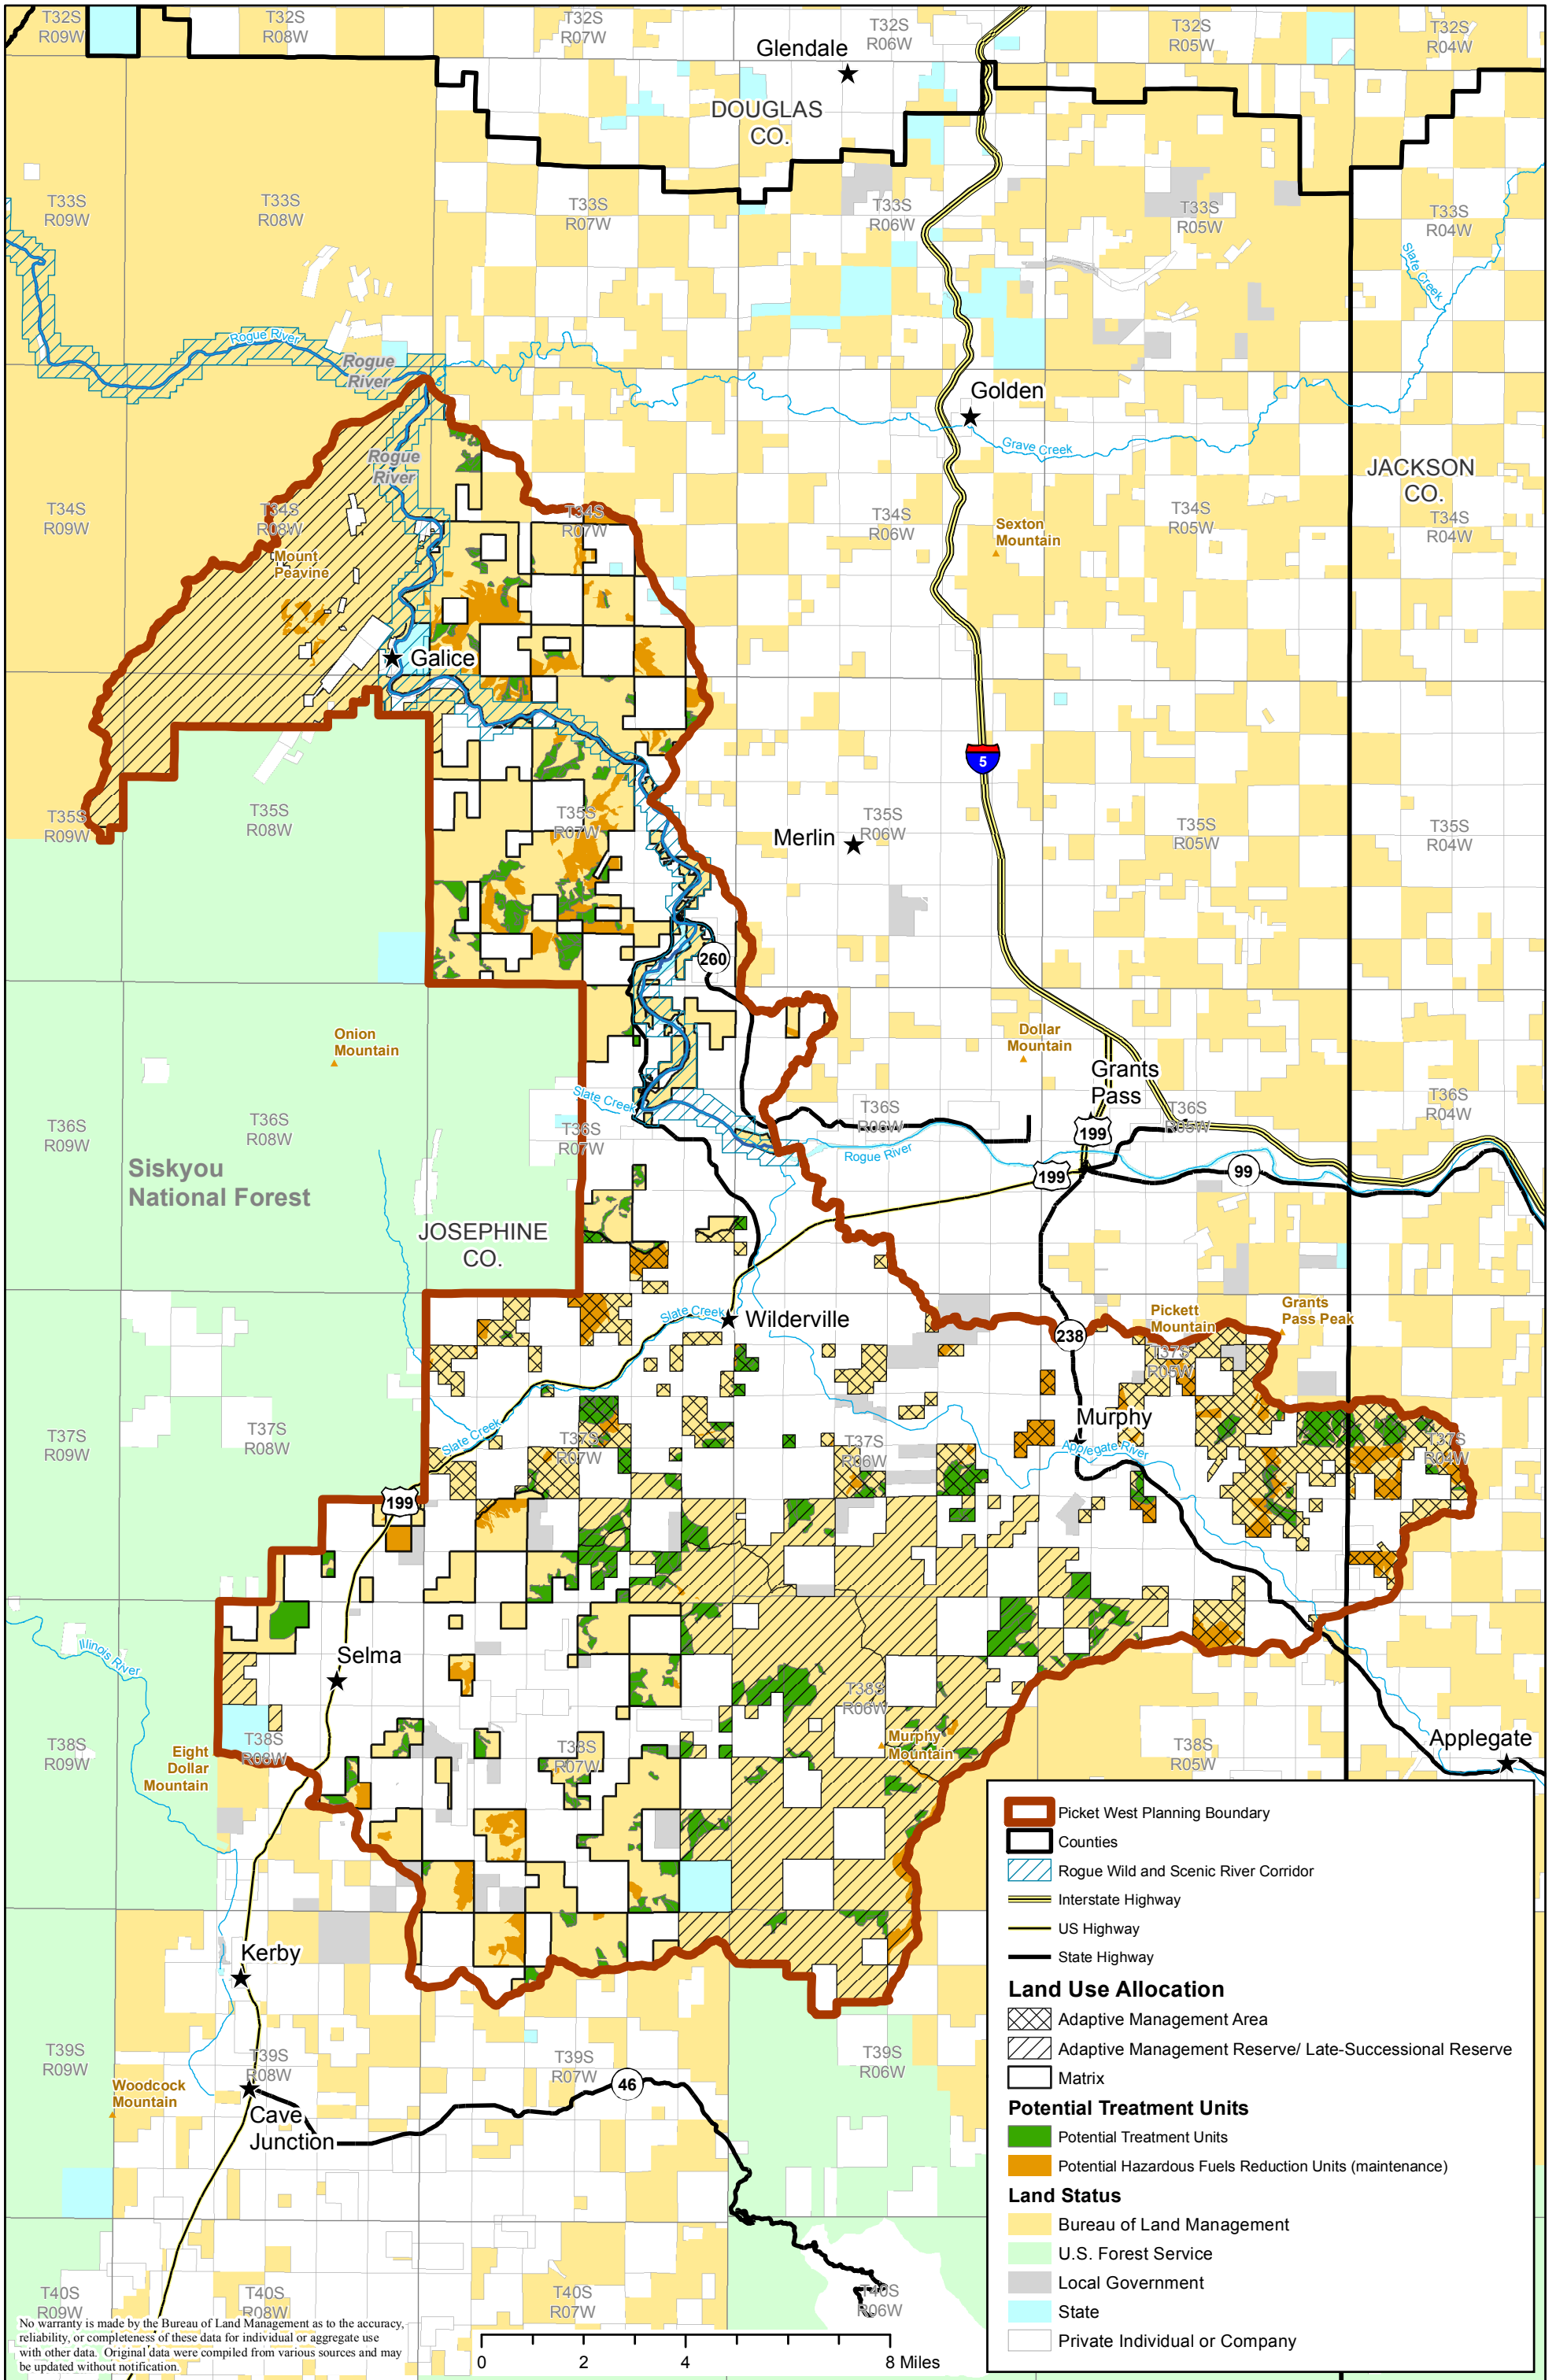 T32S
R09W
T32S
R08W
T32S
R07W
T32S
R06W
T32S
R05W
T32S
R04W
Glendale
DOUGLAS
CO.
T33S
R09W
T33S
R08W
T33S
R07W
T33S
R06W
T33S
R05W
T33S
R04W
Slate Creek
Rogue River
Rogue
River
Golden
Grave Creek
Rogue
River
JACKSON
CO.
T34S
R09W
T34S
R08W
T34S
R07W
T34S
R06W
T34S
R05W
T34S
R04W
Sexton
Mountain
Mount
Peavine
Galice
5
T35S
R09W
T35S
R08W
T35S
R07W
T35S
R06W
T35S
R05W
T35S
R04W
Merlin
260
Onion
Mountain
Dollar
Mountain
Grants
Pass
Slate Creek
T36S
R09W
T36S
R08W
T36S
R07W
T36S
R06W
T36S
R05W
T36S
R04W
199
Rogue River
199
99
Siskyou
National Forest
JOSEPHINE
CO.
Slate Creek
Wilderville
238
Pickett
Mountain
Grants
Pass Peak
T37S
R05W
Murphy
Applegate River
Slate Creek
T37S
R09W
T37S
R08W
T37S
R07W
T37S
R06W
T37S
R04W
199
Illinois River
Selma
T38S
R09W
T38S
R08W
T38S
R07W
T38S
R06W
T38S
R05W
Eight
Dollar
Mountain
Murphy
Mountain
Applegate
Kerby
T39S
R09W
T39S
R08W
T39S
R07W
T39S
R06W
Woodcock
Mountain
46
Cave
Junction
T40S
R09W
T40S
R08W
T40S
R07W
T40S
R06W
Picket West Planning Boundary
Counties
Rogue Wild and Scenic River Corridor
Interstate Highway
US Highway
State Highway
Land Use Allocation
Adaptive Management Area
Adaptive Management Reserve/ Late-Successional Reserve
Matrix
Potential Treatment Units
Potential Treatment Units
Potential Hazardous Fuels Reduction Units (maintenance)
Land Status
Bureau of Land Management
U.S. Forest Service
Local Government
State
Private Individual or Company
No warranty is made by the Bureau of Land Management as to the accuracy,
reliability, or completeness of these data for individual or aggregate use
with other data. Original data were compiled from various sources and may
be updated without notification.
0 2 4 8 Miles